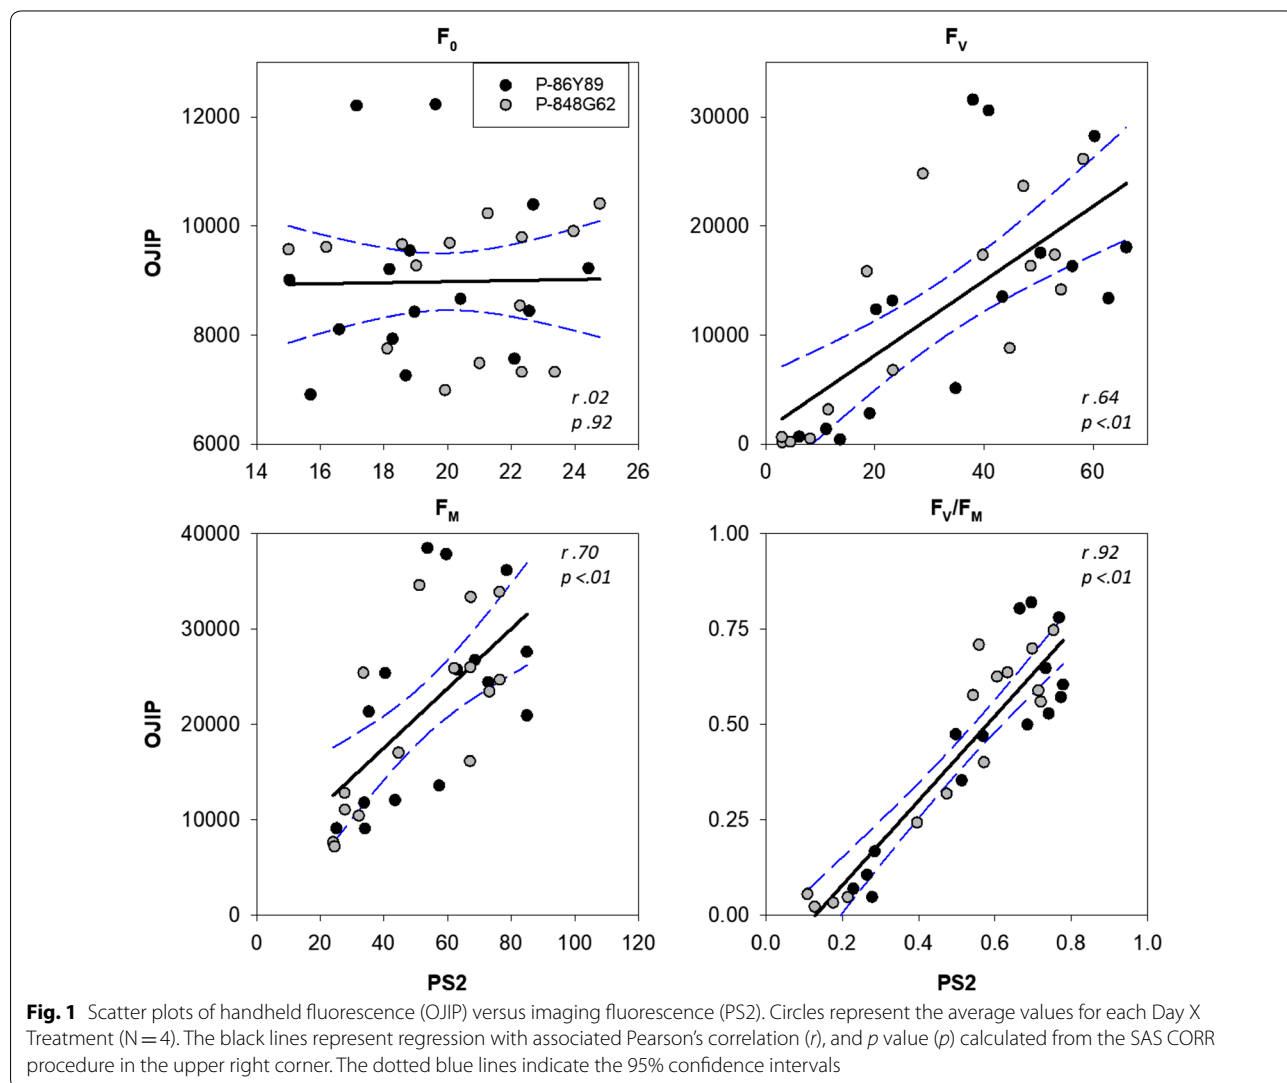 F0
FV
P-86Y89
P-848G62
12000
10000
8000
6000
OJIP
14 16 18 20 22 24 26
r .02
p .92
30000
20000
10000
0
0 20 40 60
r .64
p <.01
FM
FV/FM
40000
30000
20000
10000
0
OJIP
0 20 40 60 80 100 120
PS2
r .70
p <.01
1.00
0.75
0.50
0.25
0.00
0.0 0.2 0.4 0.6 0.8 1.0
PS2
r .92
p <.01
Fig. 1 Scatter plots of handheld fluorescence (OJIP) versus imaging fluorescence (PS2). Circles represent the average values for each Day X
Treatment (N = 4). The black lines represent regression with associated Pearson's correlation (r), and p value (p) calculated from the SAS CORR
procedure in the upper right corner. The dotted blue lines indicate the 95% confidence intervals